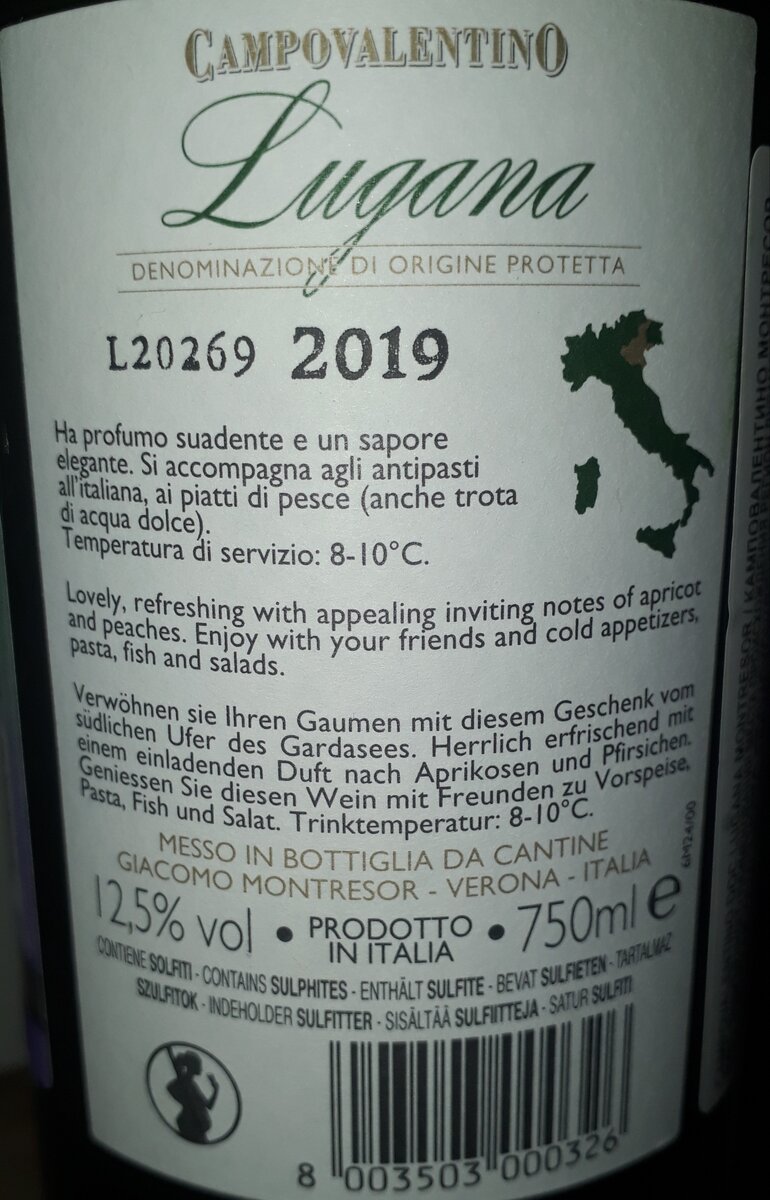 CAMPOVALENTINO
Lugana
DENOMINAZIONE DI ORIGINE PROTETTA
L20269 2019
Ha profumo suadente e un sapore
elegante. Si accompagna agli antipasti
all'italiana, ai piatti di pesce (anche trota
di acqua dolce).
Temperatura di servizio: 8-10°C.
Lovely, refreshing with appealing inviting notes of apricot
and peaches. Enjoy with your friends and cold appetizers,
pasta, fish and salads.
Verwöhnen sie Ihren Gaumen mit diesem Geschenk vom
südlichen Ufer des Gardasees. Herrlich erfrischend mit
einem einladenden Duft nach Aprikosen und Pfirsichen.
Geniessen Sie diesen Wein mit Freunden zu Vorspeise,
Pasta, Fish und Salat. Trinktemperatur: 8-10°C.
6M24/00
MESSO IN BOTTIGLIA DA CANTINE
GIACOMO MONTRESOR - VERONA - ITALIA
12,5% vol • PRODOTTO • 750ml e
IN ITALIA
CONTIENE SOLFITI - CONTAINS SULPHITES - ENTHÄLT SULFITE - BEVAT SULFIETEN - TARTALMAZ
SZULFITOK - INDEHOLDER SULFITTER - SISÄLTÄÄ SULFIITTEJA - SATUR SULFITI
8 003503 000326
MONTRESOR / КАМПОВАЛЕНТИНО МОНТРЕСОР